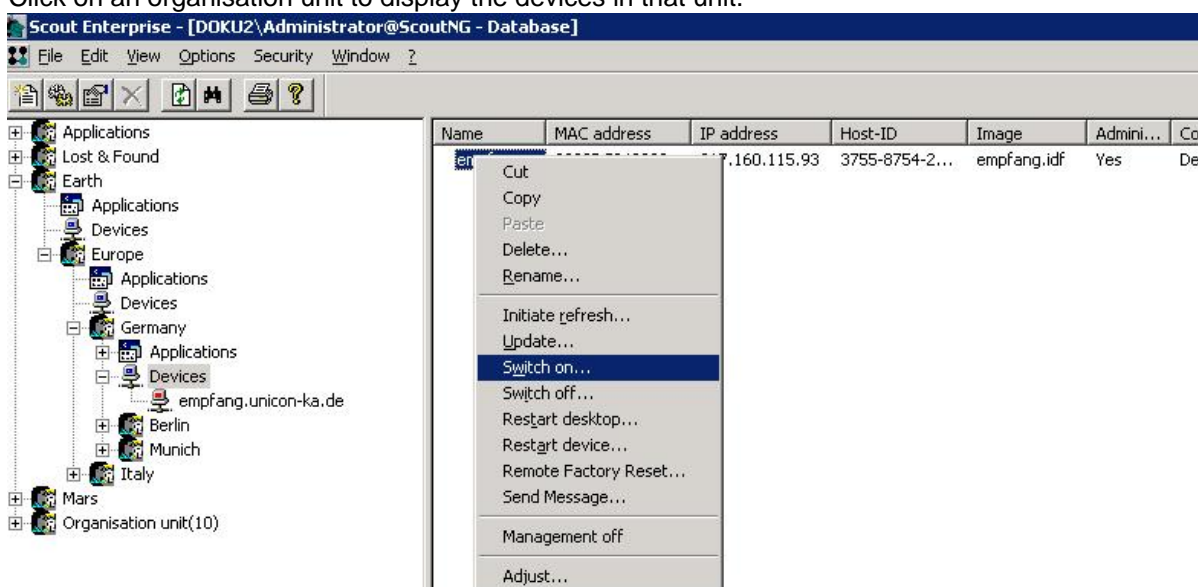 Click on an organisation unit to display the devices in that unit.
Scout Enterprise - [DOKU2\Administrator@ScoutNG - Database]
File Edit View Options Security Window ?
Applications
Lost & Found
Earth
Applications
Devices
Europe
Applications
Devices
Germany
Applications
Devices
empfang.unicon-ka.de
Berlin
Munich
Italy
Mars
Organisation unit(10)
Name MAC address IP address Host-ID Image Admini... Co
7.160.115.93 3755-8754-2... empfang.idf Yes De
Cut
Copy
Paste
Delete...
Rename...
Initiate refresh...
Update...
Switch on...
Switch off...
Restart desktop...
Restart device...
Remote Factory Reset...
Send Message...
Management off
Adjust...